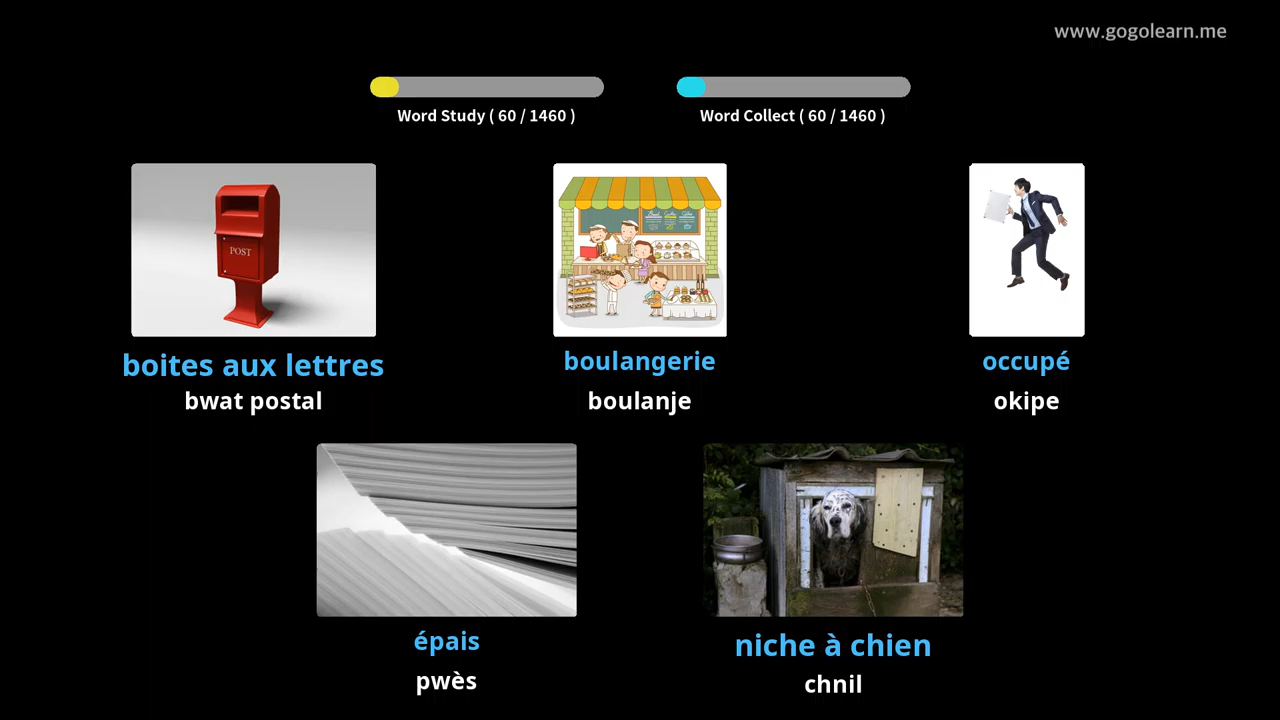 www.gogolearn.me
Word Study ( 60 / 1460 )
Word Collect ( 60 / 1460 )
POST
boites aux lettres
bwat postal
boulangerie
boulanje
occupé
okipe
épais
pwès
niche à chien
chnil